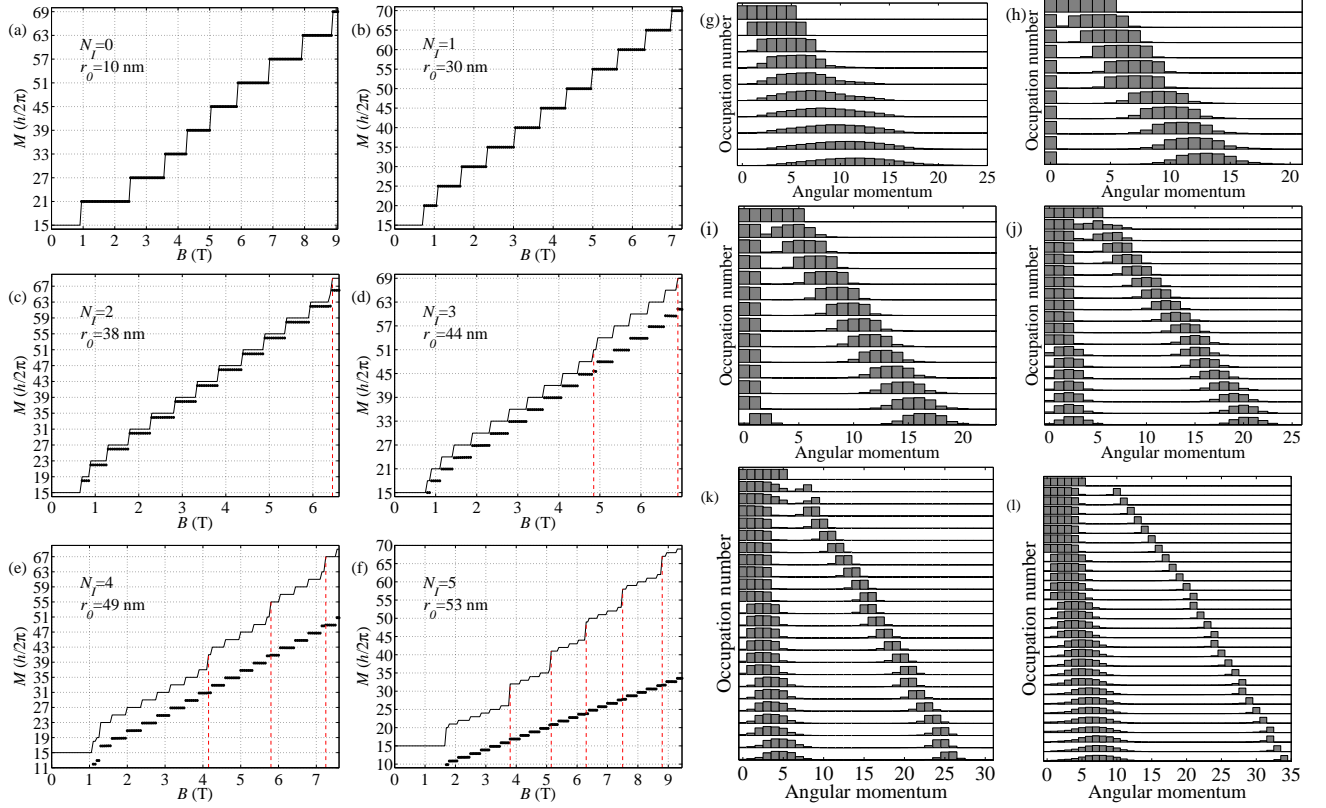 (a)
N_I=0
r_0=10 nm
M (h/2π)
69
63
57
51
45
39
33
27
21
15
0 1 2 3 4 5 6 7 8 9
B (T)
(b)
N_I=1
r_0=30 nm
M (h/2π)
70
65
60
55
50
45
40
35
30
25
20
15
0 1 2 3 4 5 6 7
B (T)
(c)
N_I=2
r_0=38 nm
M (h/2π)
67
63
59
55
51
47
43
39
35
31
27
23
19
15
0 1 2 3 4 5 6 7
B (T)
(d)
N_I=3
r_0=44 nm
M (h/2π)
69
63
57
51
45
39
33
27
21
15
0 1 2 3 4 5 6
B (T)
(e)
N_I=4
r_0=49 nm
M (h/2π)
67
63
59
55
51
47
43
39
35
31
27
23
19
15
11
0 1 2 3 4 5 6 7
B (T)
(f)
N_I=5
r_0=53 nm
M (h/2π)
70
65
60
55
50
45
40
35
30
25
20
15
10
0 1 2 3 4 5 6 7 8 9
B (T)
(g)
Occupation number
0 5 10 15 20 25
Angular momentum
(h)
Occupation number
0 5 10 15 20
Angular momentum
(i)
Occupation number
0 5 10 15 20
Angular momentum
(j)
Occupation number
0 5 10 15 20 25
Angular momentum
(k)
Occupation number
0 5 10 15 20 25 30
Angular momentum
(l)
Occupation number
0 5 10 15 20 25 30 35
Angular momentum